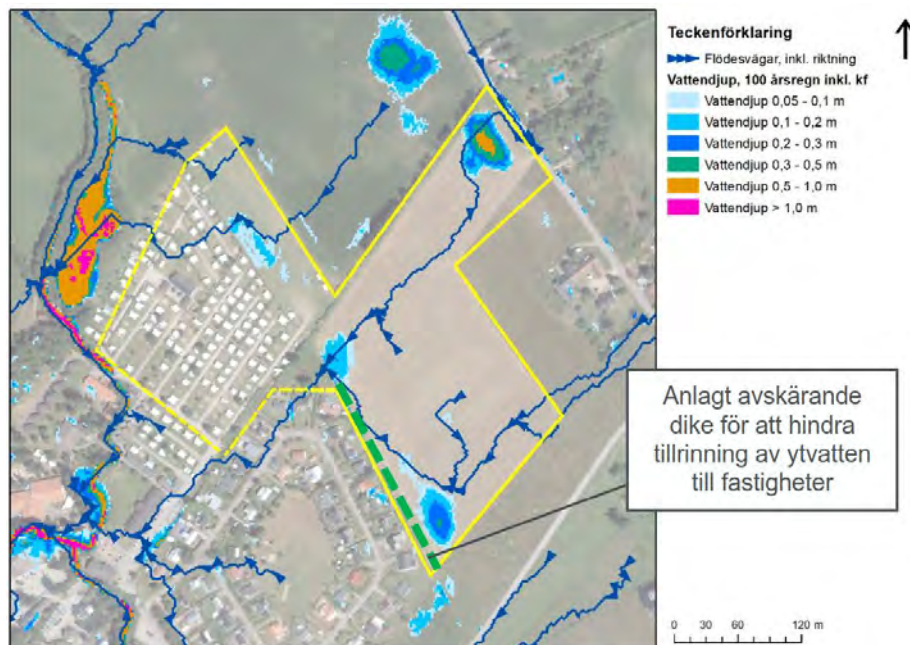 Teckenförklaring
Flödesvägar, inkl. riktning
Vattendjup, 100 årsregn inkl. kf
Vattendjup 0,05 - 0,1 m
Vattendjup 0,1 - 0,2 m
Vattendjup 0,2 - 0,3 m
Vattendjup 0,3 - 0,5 m
Vattendjup 0,5 - 1,0 m
Vattendjup > 1,0 m
Anlagt avskärande
dike för att hindra
tillrinning av ytvatten
till fastigheter
0 30 60 120 m